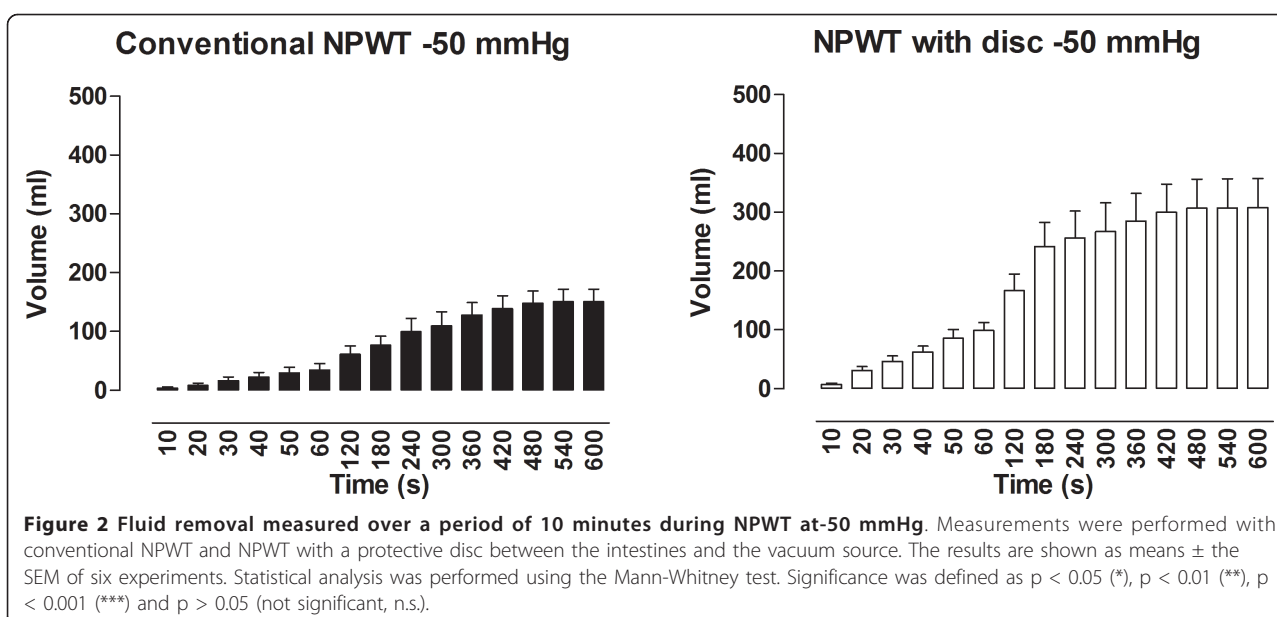 Conventional NPWT -50 mmHg
500
400
300
200
100
0
Volume (ml)
10 20 30 40 50 60 120 180 240 300 360 420 480 540 600
Time (s)
NPWT with disc -50 mmHg
500
400
300
200
100
0
Volume (ml)
10 20 30 40 50 60 120 180 240 300 360 420 480 540 600
Time (s)
Figure 2 Fluid removal measured over a period of 10 minutes during NPWT at-50 mmHg. Measurements were performed with
conventional NPWT and NPWT with a protective disc between the intestines and the vacuum source. The results are shown as means ± the
SEM of six experiments. Statistical analysis was performed using the Mann-Whitney test. Significance was defined as p < 0.05 (*), p < 0.01 (**), p
< 0.001 (***) and p > 0.05 (not significant, n.s.).